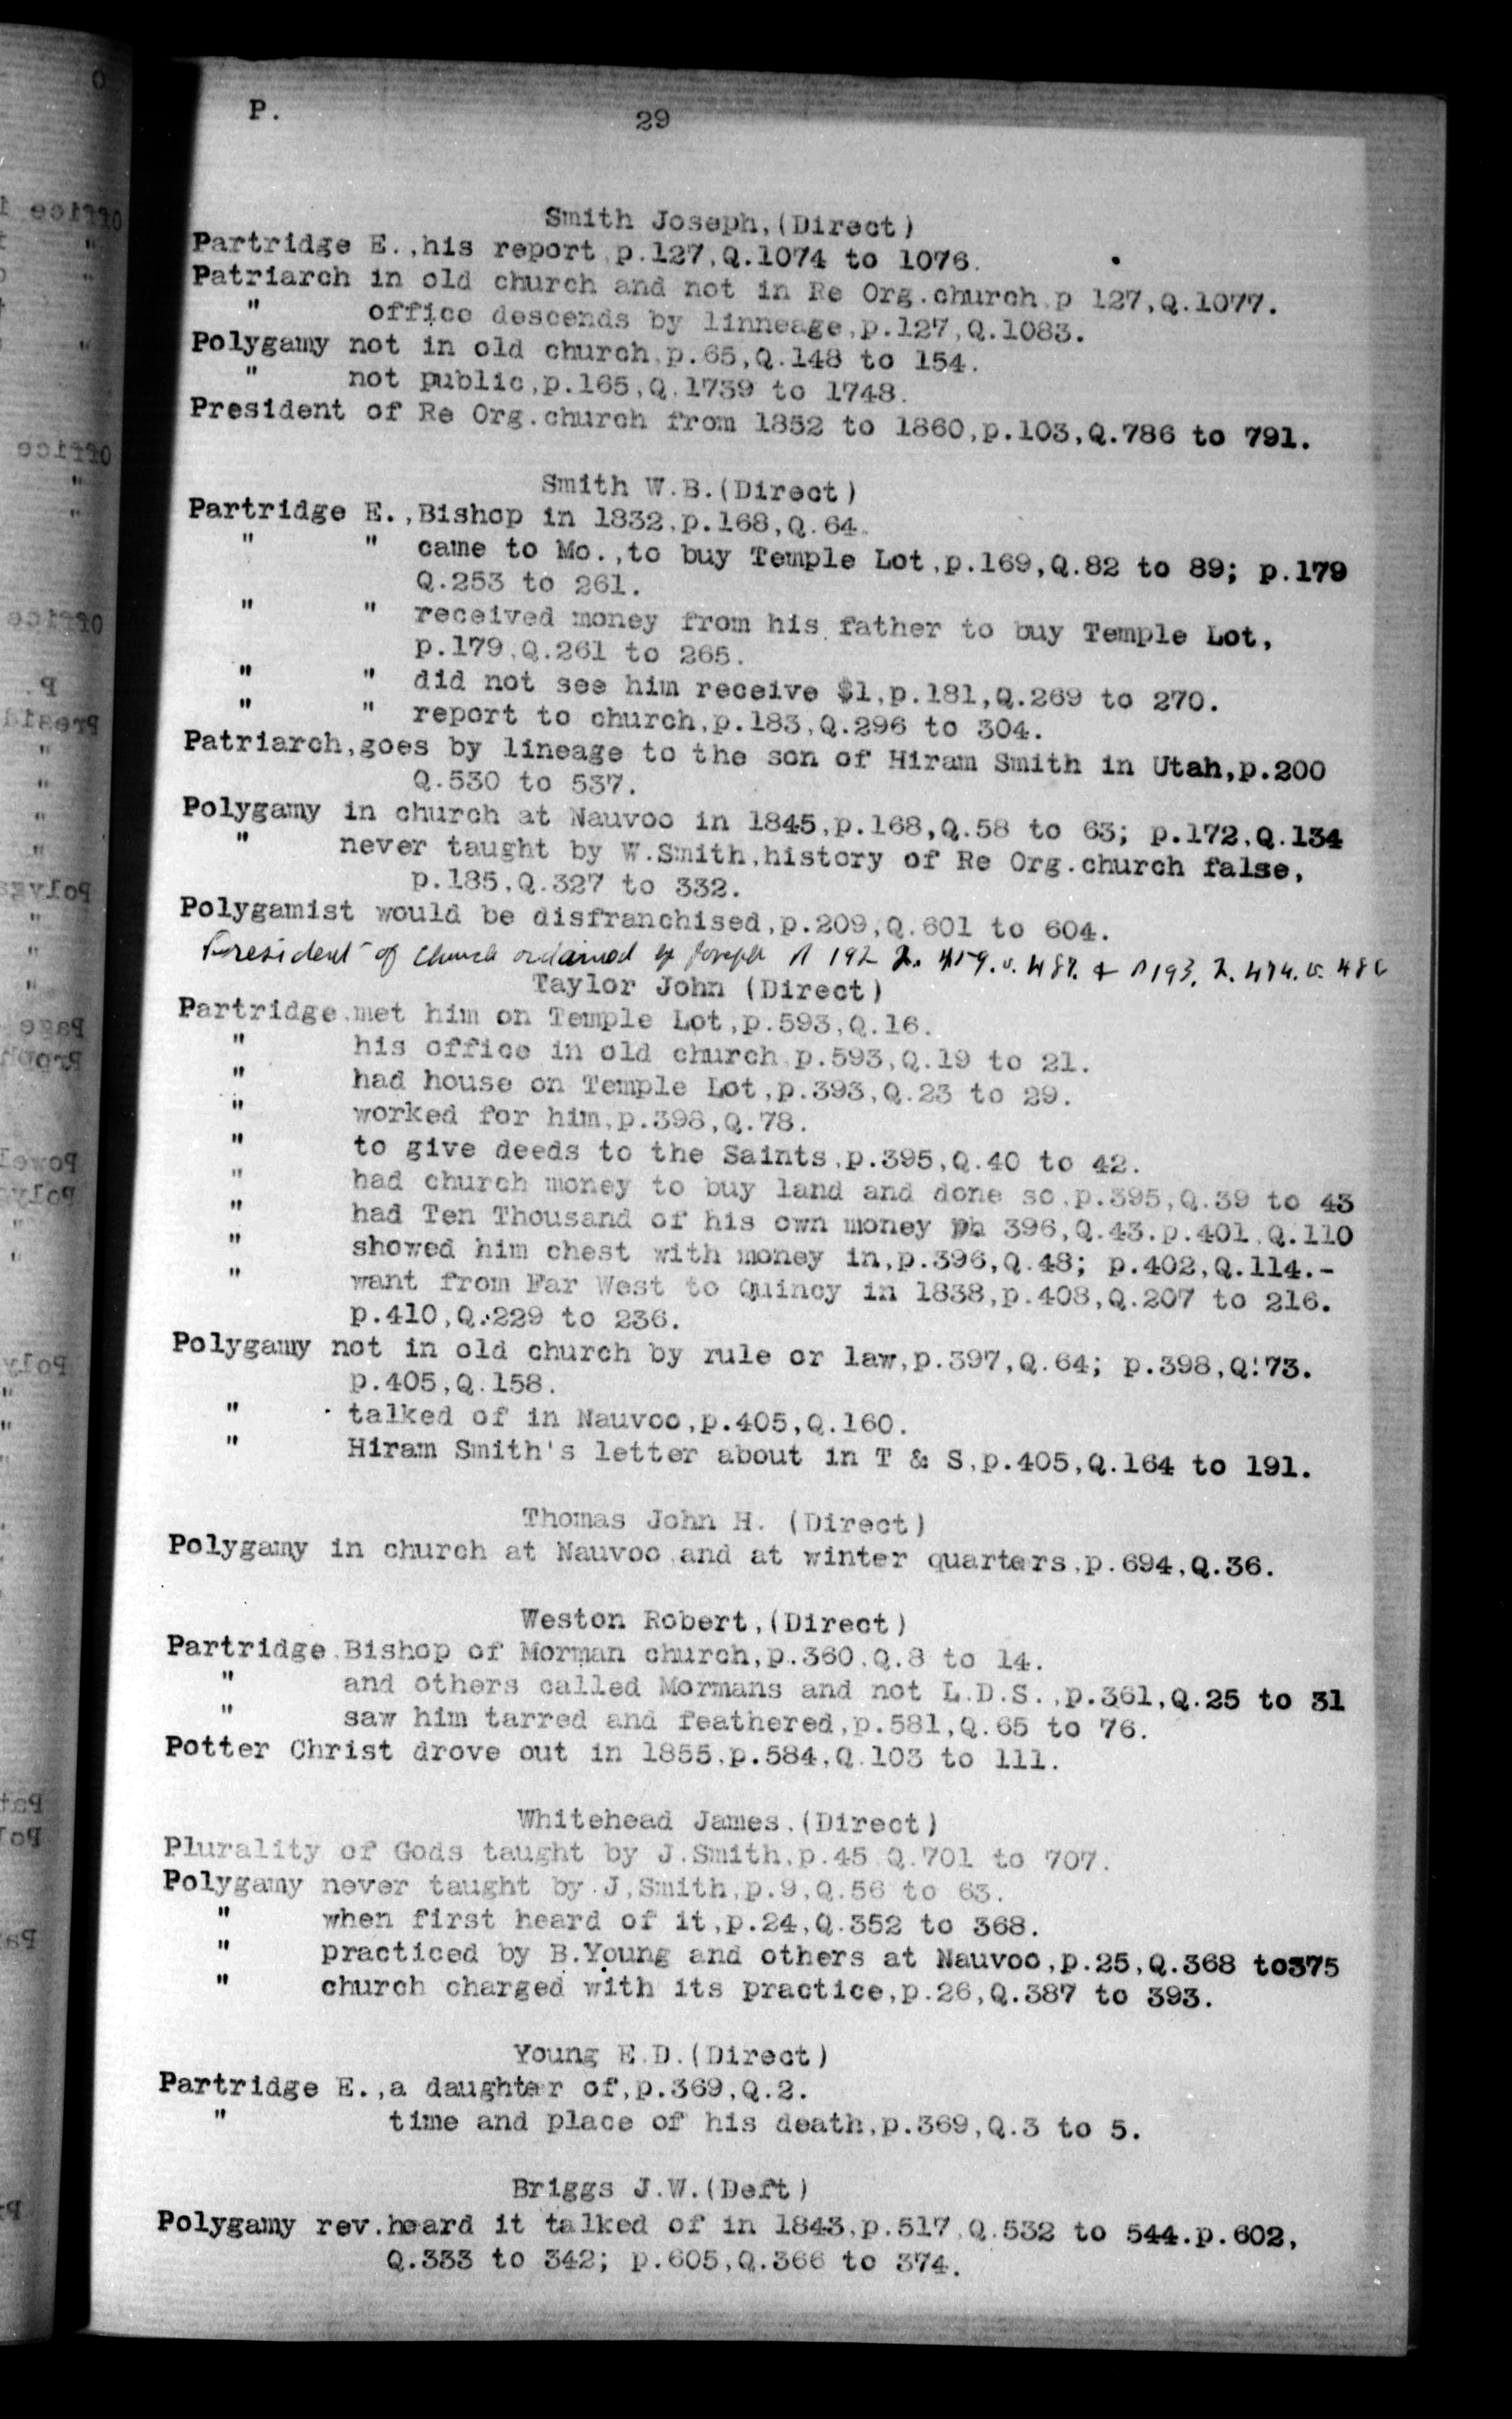 P.
29
Smith Joseph,(Direct)
Partridge E.,his report,p.127,Q.1074 to 1076.
Patriarch in old church and not in Re Org.church,p 127,Q.1077.
" office descends by linneage,p.127,Q.1083.
Polygamy not in old church,p.65,Q.148 to 154.
" not public,p.165,Q.1739 to 1748.
President of Re Org.church from 1852 to 1860,p.103,Q.786 to 791.
Smith W.B.(Direct)
Partridge E.,Bishop in 1832,p.168,Q.64.
" " came to Mo.,to buy Temple Lot,p.169,Q.82 to 89; p.179
Q.253 to 261.
" " received money from his father to buy Temple Lot,
p.179,Q.261 to 265.
" " did not see him receive $1,p.181,Q.269 to 270.
" " report to church,p.183,Q.296 to 304.
Patriarch,goes by lineage to the son of Hiram Smith in Utah,p.200
Q.530 to 537.
Polygamy in church at Nauvoo in 1845,p.168,Q.58 to 63; p.172,Q.134
" never taught by W.Smith,history of Re Org.church false,
p.185,Q.327 to 332.
Polygamist would be disfranchised,p.209,Q.601 to 604.
President of Church ordained by Joseph p 192 & p 193,
Taylor John (Direct)
Partridge,met him on Temple Lot,p.593,Q.16.
" his office in old church,p.593,Q.19 to 21.
" had house on Temple Lot,p.393,Q.23 to 29.
" worked for him,p.398,Q.78.
" to give deeds to the Saints,p.395,Q.40 to 42.
" had church money to buy land and done so,p.395,Q.39 to 43
" had Ten Thousand of his own money ph 396,Q.43.p.401,Q.110
" showed him chest with money in,p.396,Q.48; p.402,Q.114.-
" want from Far West to Quincy in 1838,p.408,Q.207 to 216.
p.410,Q.229 to 236.
Polygamy not in old church by rule or law,p.397,Q.64; p.398,Q.73.
p.405,Q.158.
" talked of in Nauvoo,p.405,Q.160.
" Hiram Smith's letter about in T & S,p.405,Q.164 to 191.
Thomas John H. (Direct)
Polygamy in church at Nauvoo,and at winter quarters,p.694,Q.36.
Weston Robert,(Direct)
Partridge,Bishop of Morman church,p.360,Q.8 to 14.
" and others called Mormans and not L.D.S.,p.361,Q.25 to 31
" saw him tarred and feathered,p.581,Q.65 to 76.
Potter Christ drove out in 1855,p.584,Q.103 to 111.
Whitehead James,(Direct)
Plurality of Gods taught by J.Smith,p.45 Q.701 to 707.
Polygamy never taught by J,Smith,p.9,Q.56 to 63.
" when first heard of it,p.24,Q.352 to 368.
" practiced by B.Young and others at Nauvoo,p.25,Q.368 to375
" church charged with its practice,p.26,Q.387 to 393.
Young E.D.(Direct)
Partridge E.,a daughter of,p.369,Q.2.
" time and place of his death,p.369,Q.3 to 5.
Briggs J.W.(Deft)
Polygamy rev.heard it talked of in 1843,p.517,Q.532 to 544.p.602,
Q.333 to 342; p.605,Q.366 to 374.